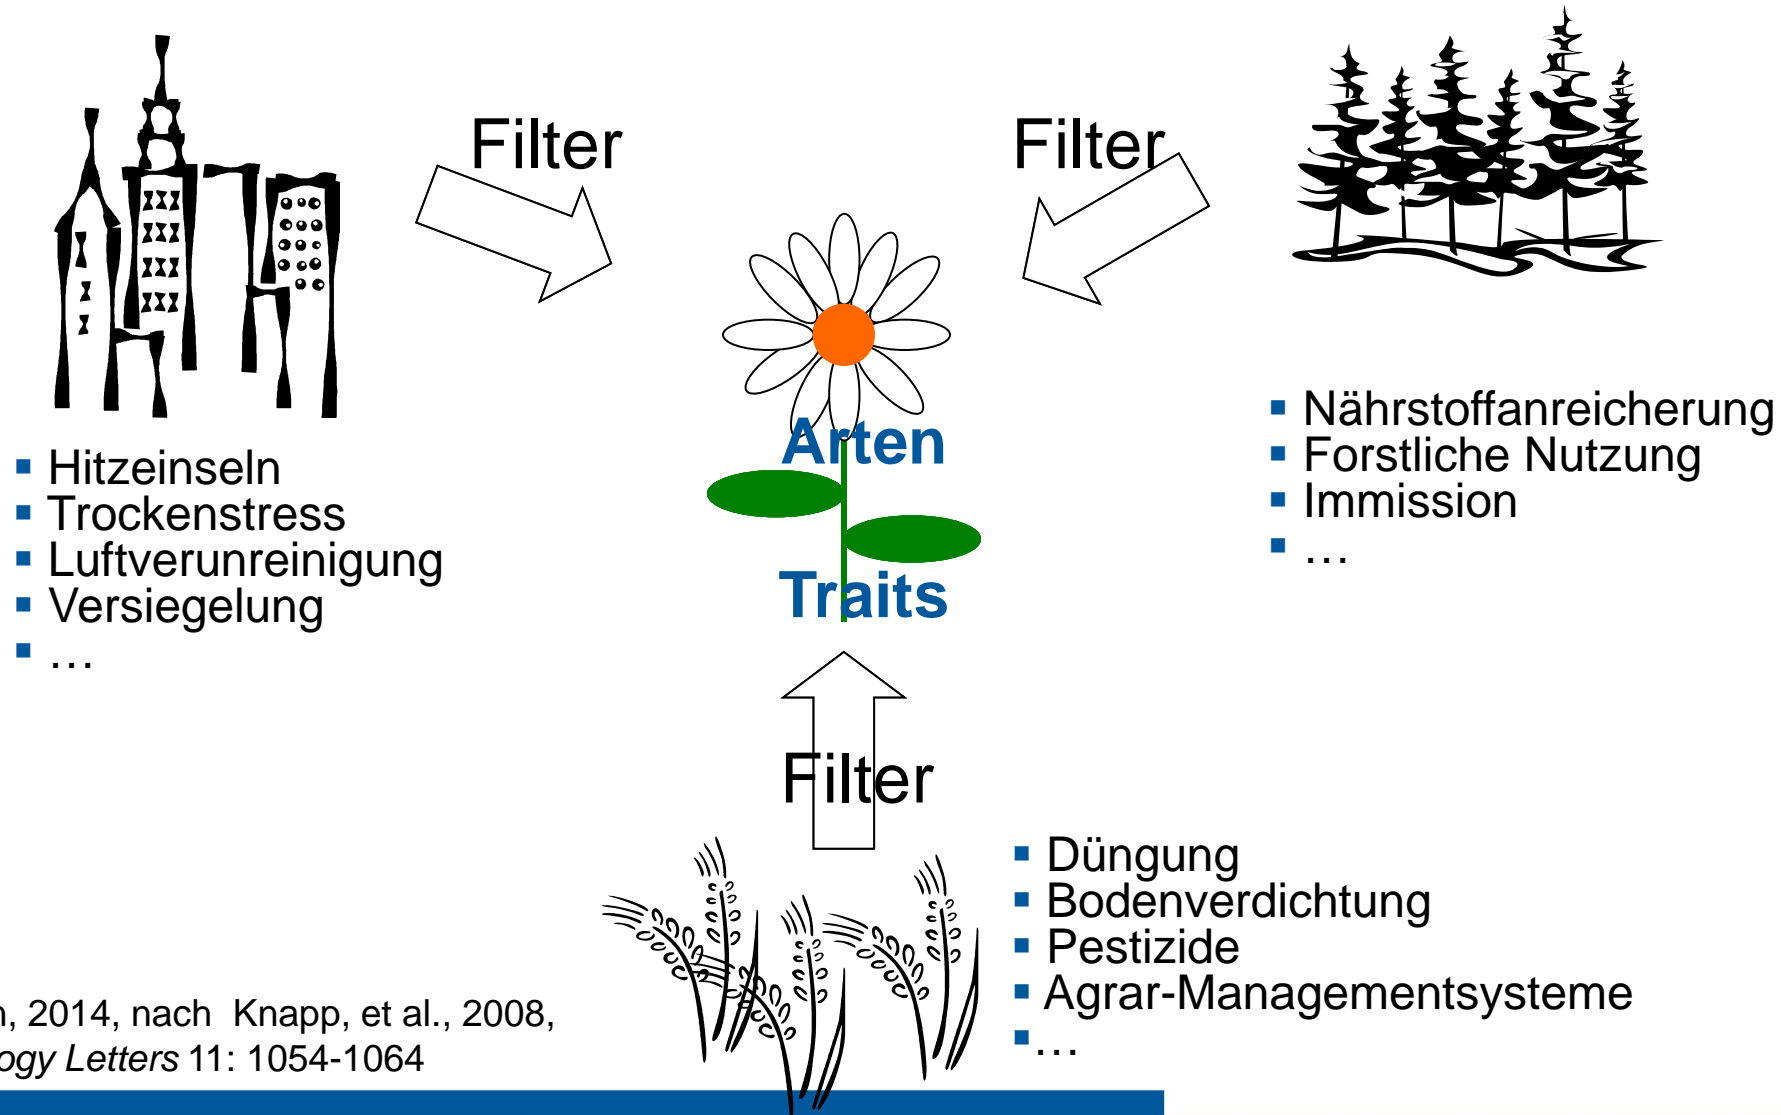 Filter
Filter
Arten
Traits
▪ Hitzeinseln
▪ Trockenstress
▪ Luftverunreinigung
▪ Versiegelung
▪ …
▪ Nährstoffanreicherung
▪ Forstliche Nutzung
▪ Immission
▪ …
Filter
▪ Düngung
▪ Bodenverdichtung
▪ Pestizide
▪ Agrar-Managementsysteme
▪ …
, 2014, nach Knapp, et al., 2008,
ogy Letters 11: 1054-1064